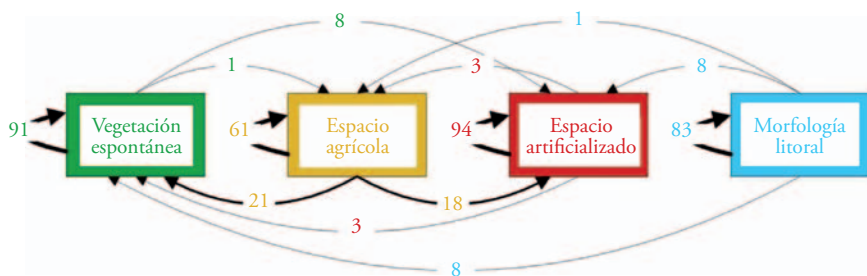 1
8
1
3
8
91
Vegetación
espontánea
61
Espacio
agrícola
94
Espacio
artificializado
83
Morfología
litoral
21
18
3
8